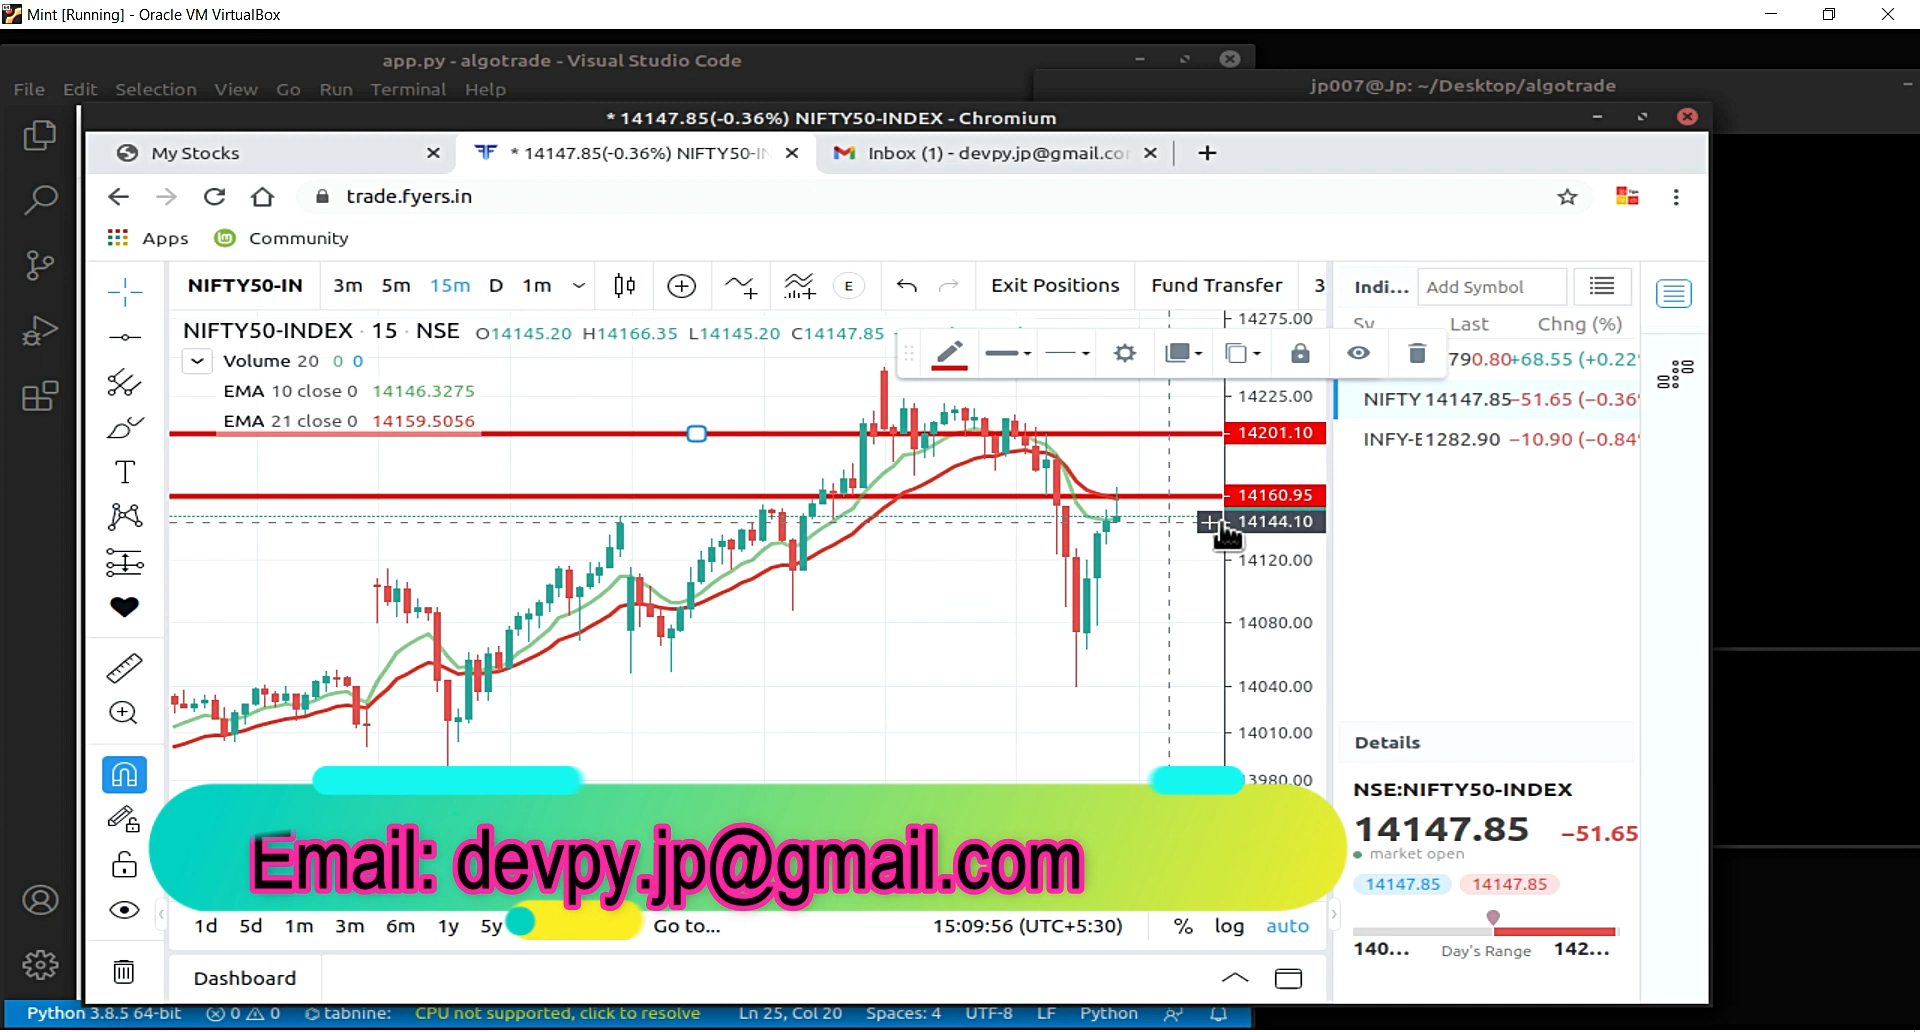 Mint [Running] - Oracle VM VirtualBox
app.py - algotrade - Visual Studio Code
File Edit Selection View Go Run Terminal Help
jp007@Jp: ~/Desktop/algotrade
* 14147.85(-0.36%) NIFTY50-INDEX - Chromium
My Stocks
* 14147.85(-0.36%) NIFTY50-IN
Inbox (1) - devpy.jp@gmail.com
trade.fyers.in
Apps Community
NIFTY50-IN 3m 5m 15m D 1m E Exit Positions Fund Transfer 3
Indi... Add Symbol
NIFTY50-INDEX · 15 · NSE O14145.20 H14166.35 L14145.20 C14147.85
14275.00
Last Chng (%)
Volume 20 0 0
790.80 +68.55 (+0.22
EMA 10 close 0 14146.3275
14225.00
NIFTY 14147.85 −51.65 (−0.36
EMA 21 close 0 14159.5056
14201.10
INFY-E 1282.90 −10.90 (−0.84
14160.95
14144.10
14120.00
14080.00
14040.00
14010.00
13980.00
Details
NSE:NIFTY50-INDEX
14147.85 −51.65
market open
14147.85 14147.85
140... Day's Range 142...
Email: devpy.jp@gmail.com
1d 5d 1m 3m 6m 1y 5y Go to... 15:09:56 (UTC+5:30) % log auto
Dashboard
Python 3.8.5 64-bit 0 0 tabnine: CPU not supported, click to resolve Ln 25, Col 20 Spaces: 4 UTF-8 LF Python